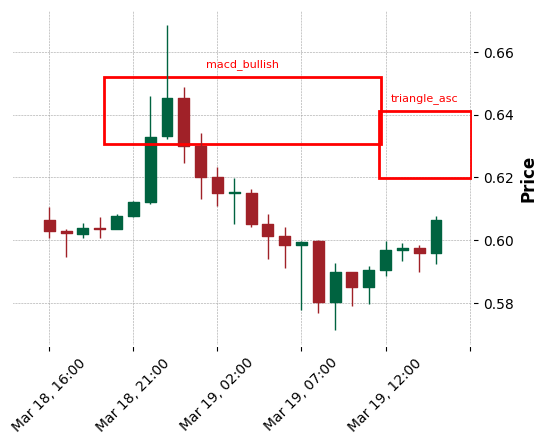 macd_bullish
triangle_asc
0.66
0.64
0.62
0.60
0.58
Price
Mar 18, 16:00
Mar 18, 21:00
Mar 19, 02:00
Mar 19, 07:00
Mar 19, 12:00